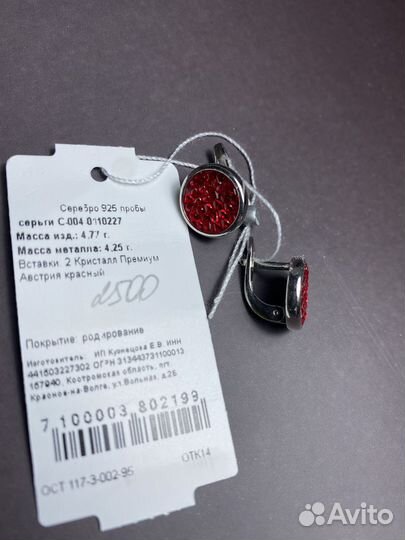 Серебро 925 пробы
серьги С-004 0110227
Масса изд.: 4.77 г.
Масса металла: 4.25 г.
Вставки: 2 Кристалл Премиум
Австрия красный
2500
Покрытие: родирование
Изготовитель: ИП Кузнецова Е.В. ИНН
441503227302 ОГРН 313443731100013
157940, Костромская область, пгт.
Красное-на-Волге, ул.Вольная, д.2Б
7 100003 802199
ОСТ 117-3-002-95
ОТК14
Avito